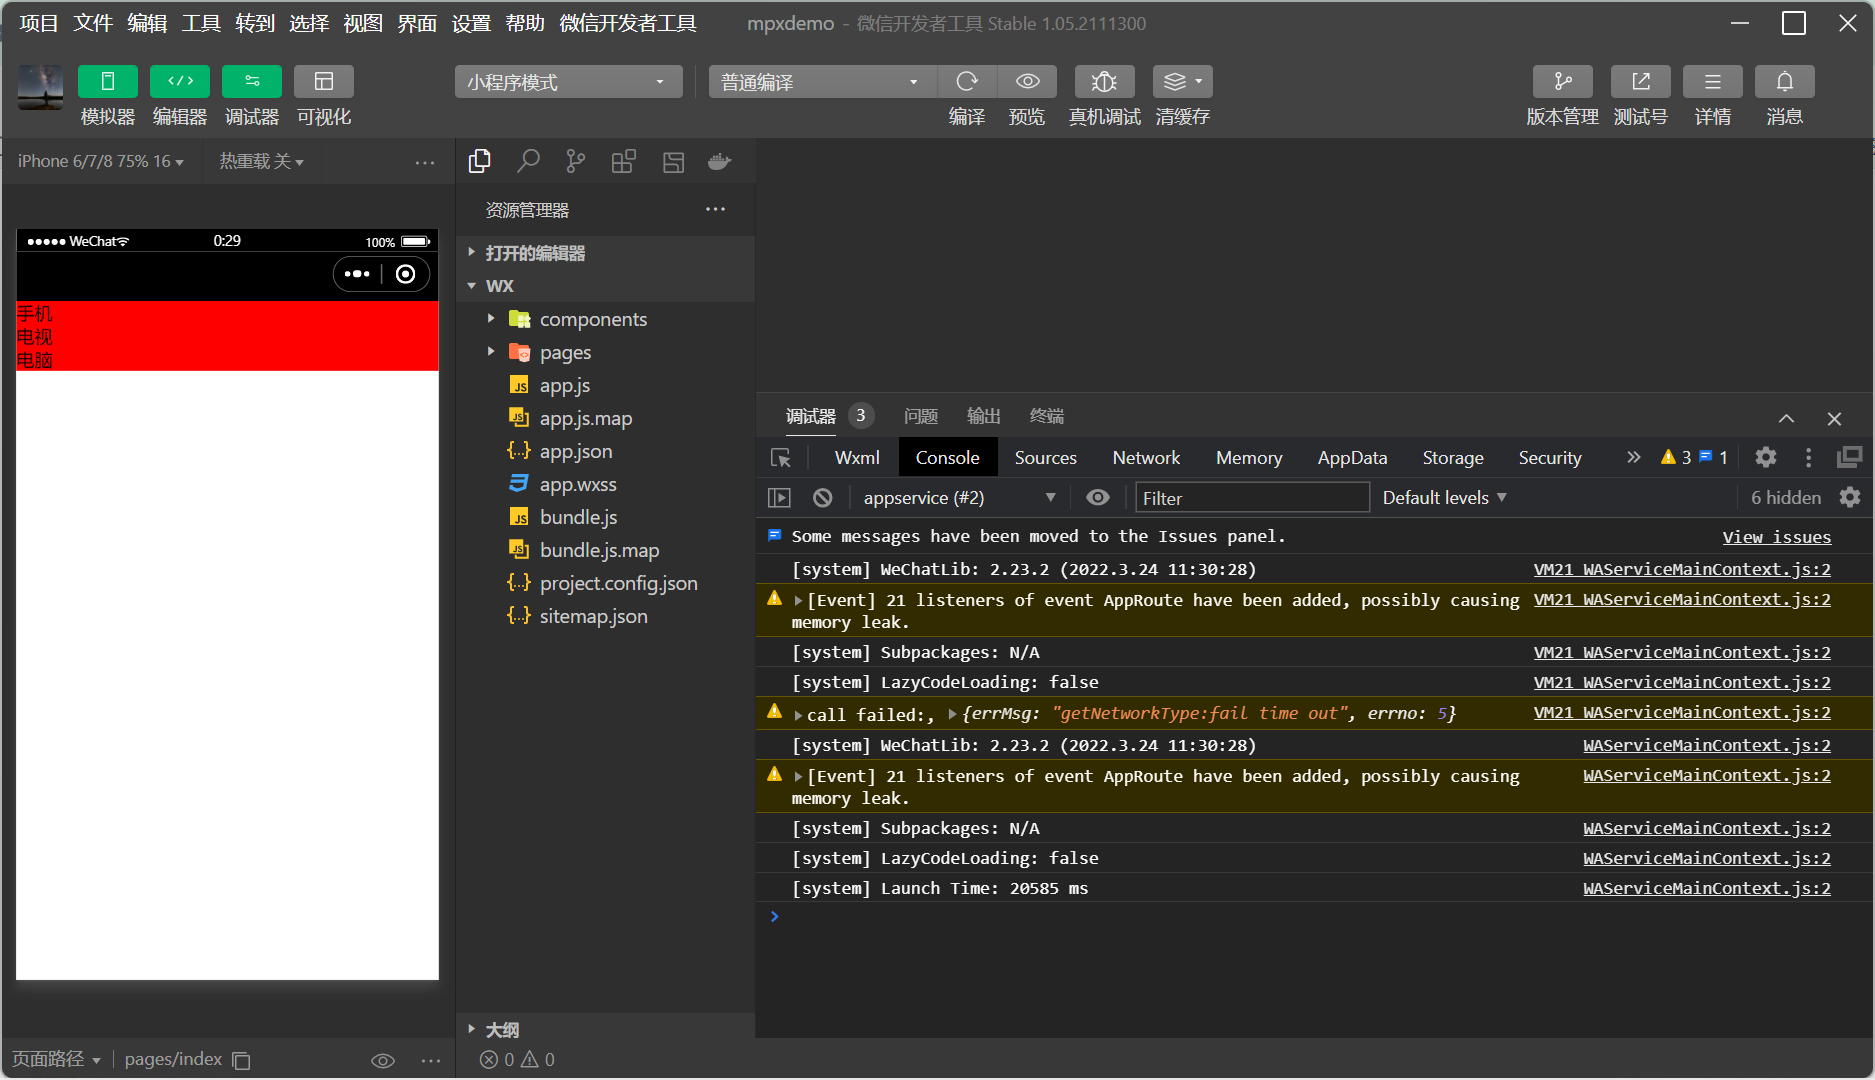 项目 文件 编辑 工具 转到 选择 视图 界面 设置 帮助 微信开发者工具 mpxdemo - 微信开发者工具 Stable 1.05.2111300
小程序模式 普通编译
模拟器 编辑器 调试器 可视化 编译 预览 真机调试 清缓存 版本管理 测试号 详情 消息
iPhone 6/7/8 75% 16 热重载 关
WeChat 0:29 100%
手机
电视
电脑
页面路径 pages/index
资源管理器
打开的编辑器
WX
components
pages
app.js
app.js.map
app.json
app.wxss
bundle.js
bundle.js.map
project.config.json
sitemap.json
大纲
0 0
调试器 3 问题 输出 终端
Wxml Console Sources Network Memory AppData Storage Security 3 1
appservice (#2) Filter Default levels 6 hidden
Some messages have been moved to the Issues panel. View issues
[system] WeChatLib: 2.23.2 (2022.3.24 11:30:28) VM21 WAServiceMainContext.js:2
[Event] 21 listeners of event AppRoute have been added, possibly causing VM21 WAServiceMainContext.js:2
memory leak.
[system] Subpackages: N/A VM21 WAServiceMainContext.js:2
[system] LazyCodeLoading: false VM21 WAServiceMainContext.js:2
call failed:, {errMsg: "getNetworkType:fail time out", errno: 5} VM21 WAServiceMainContext.js:2
[system] WeChatLib: 2.23.2 (2022.3.24 11:30:28) WAServiceMainContext.js:2
[Event] 21 listeners of event AppRoute have been added, possibly causing WAServiceMainContext.js:2
memory leak.
[system] Subpackages: N/A WAServiceMainContext.js:2
[system] LazyCodeLoading: false WAServiceMainContext.js:2
[system] Launch Time: 20585 ms WAServiceMainContext.js:2